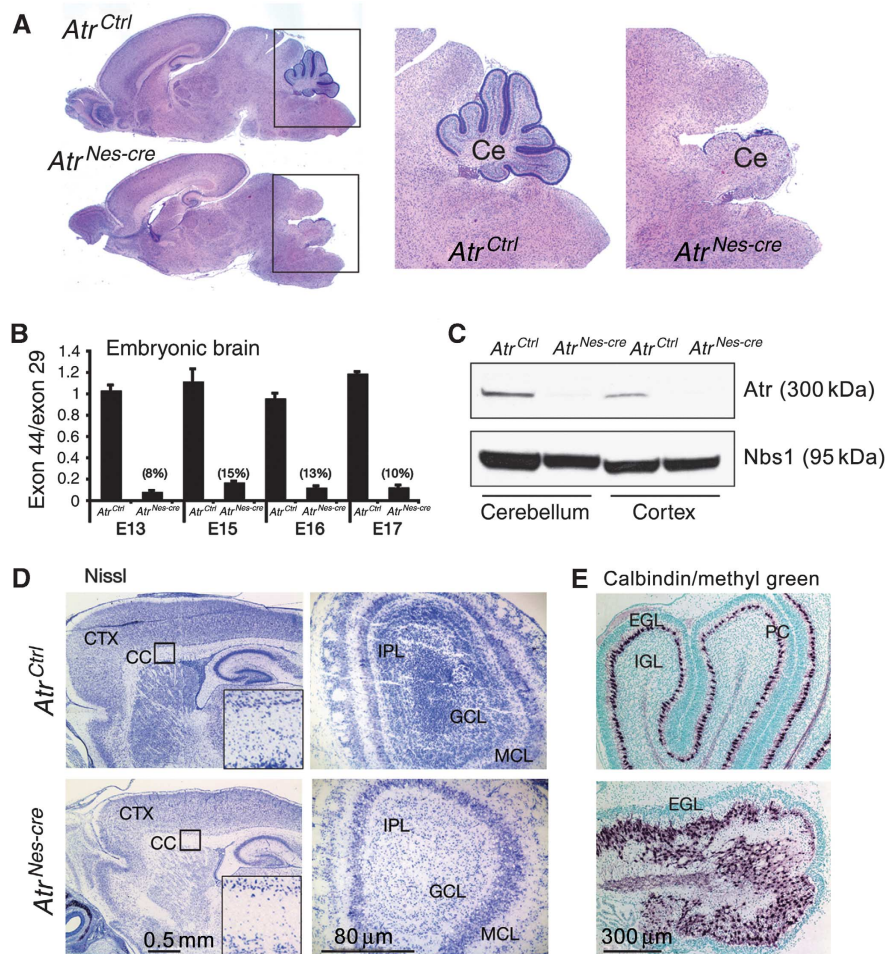 A
Atr Ctrl
Atr Nes-cre
Ce
Atr Ctrl
Ce
Atr Nes-cre
B
Embryonic brain
Exon 44/exon 29
1.4
1.2
1
0.8
0.6
0.4
0.2
0
(8%)
(15%)
(13%)
(10%)
Atr Ctrl Atr Nes-cre Atr Ctrl Atr Nes-cre Atr Ctrl Atr Nes-cre Atr Ctrl Atr Nes-cre
E13 E15 E16 E17
C
Atr Ctrl Atr Nes-cre Atr Ctrl Atr Nes-cre
Atr (300 kDa)
Nbs1 (95 kDa)
Cerebellum Cortex
D
Nissl
Atr Ctrl
CTX
CC
IPL
GCL
MCL
Atr Nes-cre
CTX
CC
0.5 mm
IPL
GCL
MCL
80 μm
E
Calbindin/methyl green
EGL
PC
IGL
EGL
300 μm